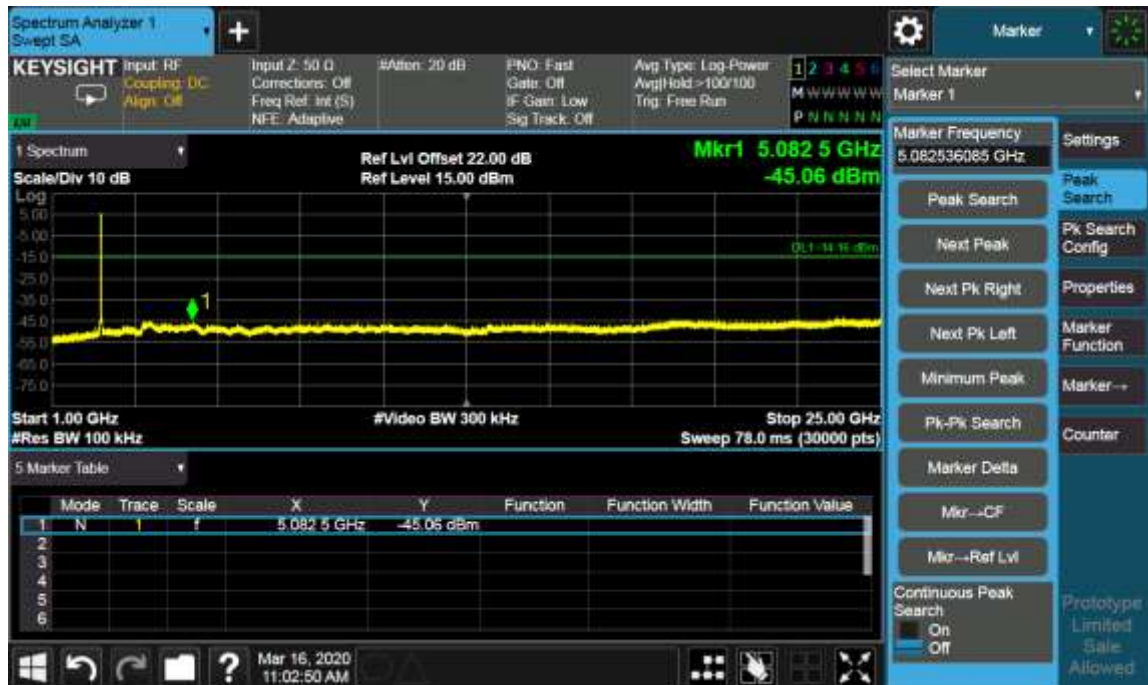 Spectrum Analyzer 1
Swept SA
+
Marker
KEYSIGHT
Input: RF
Coupling: DC
Align: Off
Input Z: 50 Ω
Corrections: Off
Freq Ref: Int (S)
NFE: Adaptive
#Atten: 20 dB
PNO: Fast
Gate: Off
IF Gain: Low
Sig Track: Off
Avg Type: Log-Power
Avg|Hold:>100/100
Trig: Free Run
1 2 3 4 5 6
M W W W W W
P N N N N N
Select Marker
Marker 1
1 Spectrum
Scale/Div 10 dB
Ref Lvl Offset 22.00 dB
Ref Level 15.00 dBm
Mkr1 5.082 5 GHz
-45.06 dBm
Log
5.00
-5.00
-15.0
-25.0
-35.0
-45.0
-55.0
-65.0
-75.0
DL1 -14.16 dBm
1
Start 1.00 GHz
#Res BW 100 kHz
#Video BW 300 kHz
Stop 25.00 GHz
Sweep 78.0 ms (30000 pts)
5 Marker Table
Mode Trace Scale X Y Function Function Width Function Value
1 N 1 f 5.082 5 GHz -45.06 dBm
2
3
4
5
6
Marker Frequency
5.082536085 GHz
Peak Search
Next Peak
Next Pk Right
Next Pk Left
Minimum Peak
Pk-Pk Search
Marker Delta
Mkr→CF
Mkr→Ref Lvl
Continuous Peak
Search
On
Off
Settings
Peak
Search
Pk Search
Config
Properties
Marker
Function
Marker→
Counter
Prototype
Limited
Sale
Allowed
?
Mar 16, 2020
11:02:50 AM